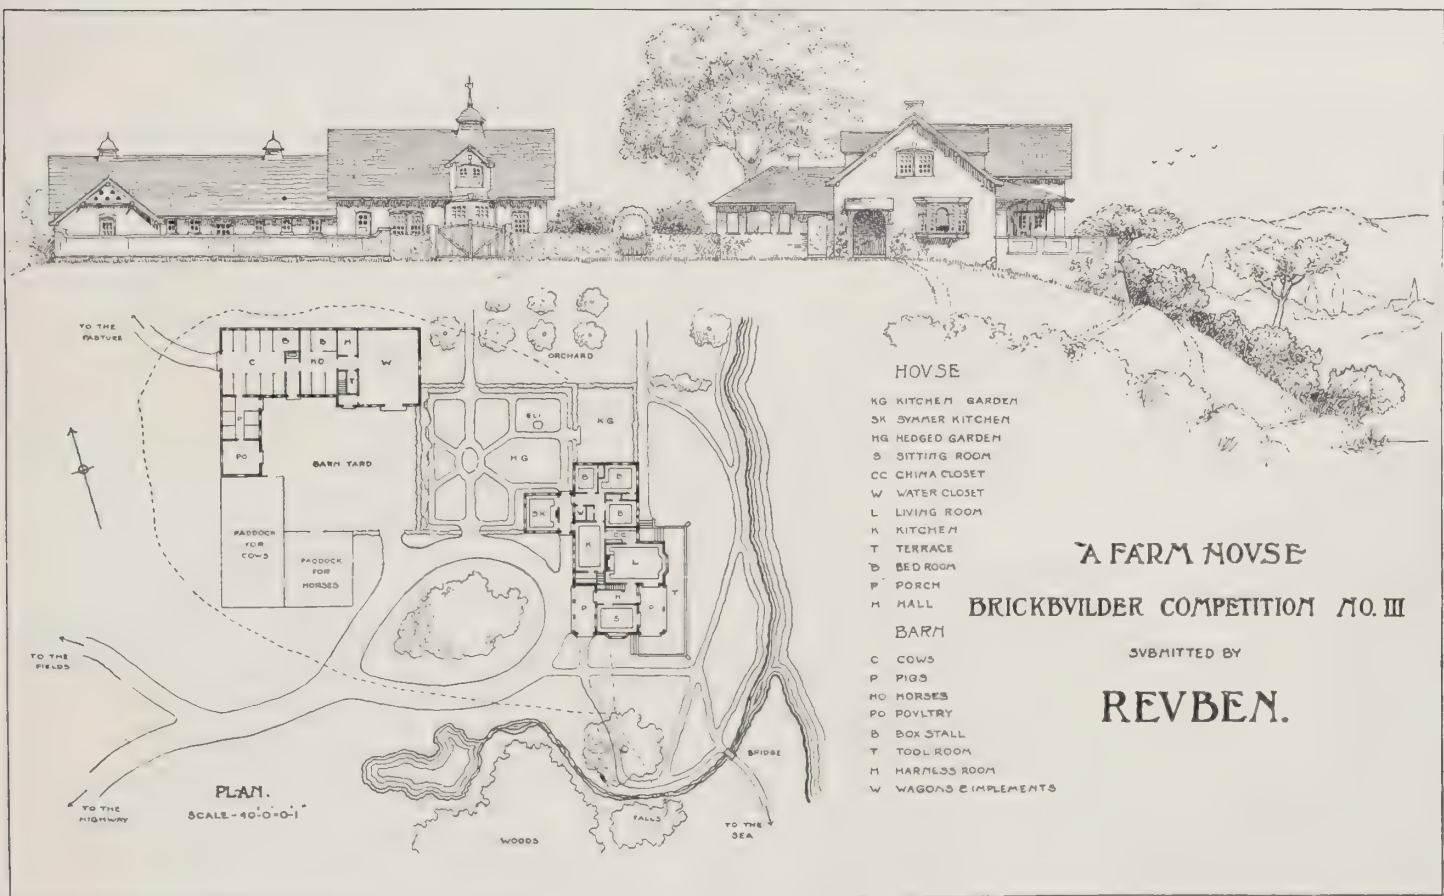 TO THE
PASTURE
ORCHARD
B
B
H
C
HO
W
T
P
PO
BARN YARD
ELI
KG
HG
B
B
SK
W
B
CC
K
L
H
P
P
T
S
PADDOCK
FOR
COWS
PADDOCK
FOR
HORSES
TO THE
FIELDS
TO THE
HIGHWAY
PLAN.
SCALE-40'-0"=0-1"
WOODS
FALLS
BRIDGE
TO THE
SEA
HOVSE
KG KITCHEN GARDEN
SK SVMMER KITCHEN
HG HEDGED GARDEN
S SITTING ROOM
CC CHINA CLOSET
W WATER CLOSET
L LIVING ROOM
K KITCHEN
T TERRACE
B BED ROOM
P PORCH
H HALL
BARN
C COWS
P PIGS
HO HORSES
PO POVLTRY
B BOX STALL
T TOOL ROOM
H HARNESS ROOM
W WAGONS & IMPLEMENTS
A FARM HOVSE
BRICKBVILDER COMPETITION NO. III
SVBMITTED BY
REVBEN.